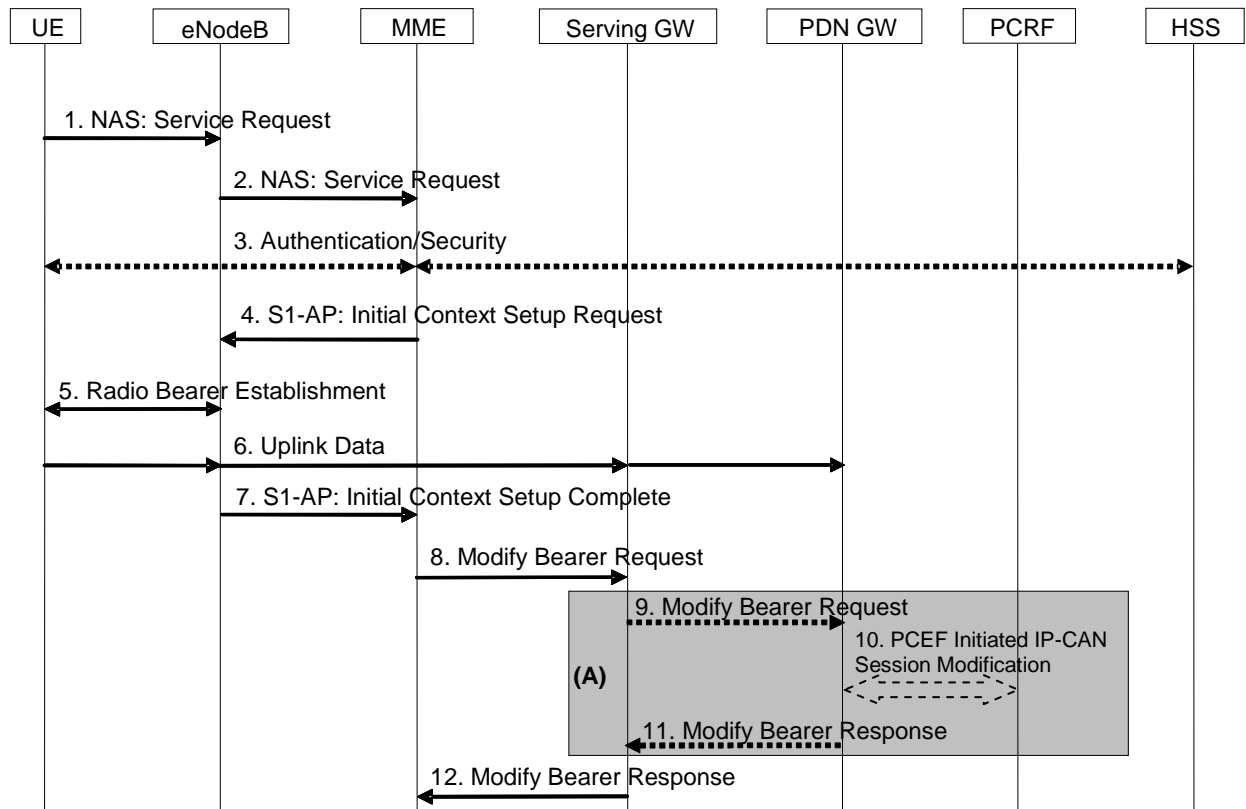 UE
eNodeB
MME
Serving GW
PDN GW
PCRF
HSS
1. NAS: Service Request
2. NAS: Service Request
3. Authentication/Security
4. S1-AP: Initial Context Setup Request
5. Radio Bearer Establishment
6. Uplink Data
7. S1-AP: Initial Context Setup Complete
8. Modify Bearer Request
9. Modify Bearer Request
10. PCEF Initiated IP-CAN
Session Modification
(A)
11. Modify Bearer Response
12. Modify Bearer Response